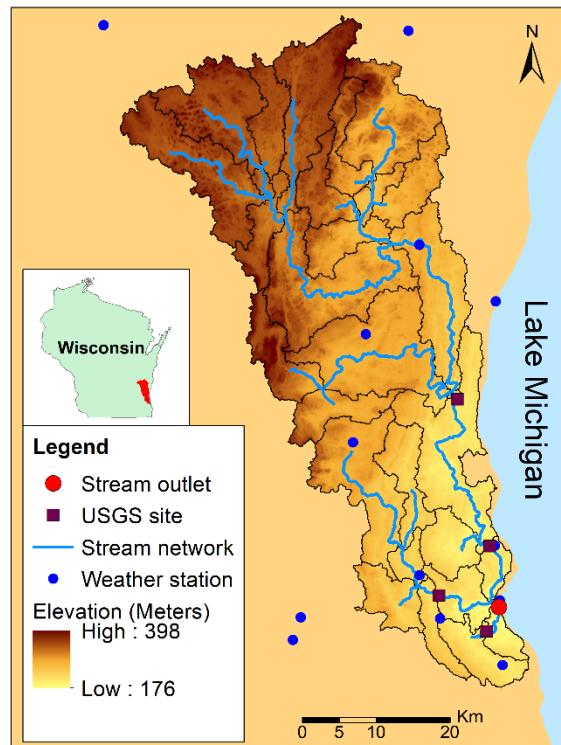 N
Lake Michigan
Wisconsin
Legend
Stream outlet
USGS site
Stream network
Weather station
Elevation (Meters)
High : 398
Low : 176
Km
0 5 10 20